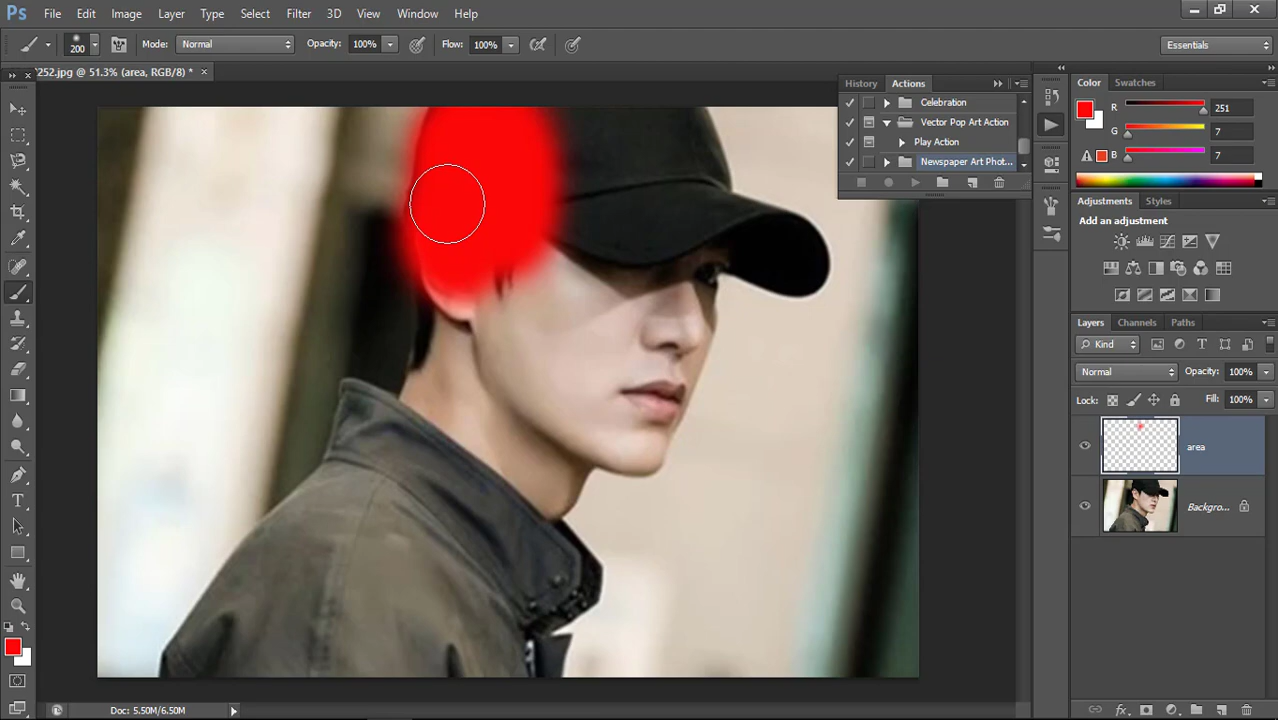 Ps File Edit Image Layer Type Select Filter 3D View Window Help
200 Mode: Normal Opacity: 100% Flow: 100% Essentials
252.jpg @ 51.3% (area, RGB/8) * ×
History Actions
Celebration
Vector Pop Art Action
Play Action
Newspaper Art Phot...
Color Swatches
R 251
G 7
B 7
Adjustments Styles
Add an adjustment
Layers Channels Paths
Kind
Normal Opacity: 100%
Lock: Fill: 100%
area
Backgro...
Doc: 5.50M/6.50M